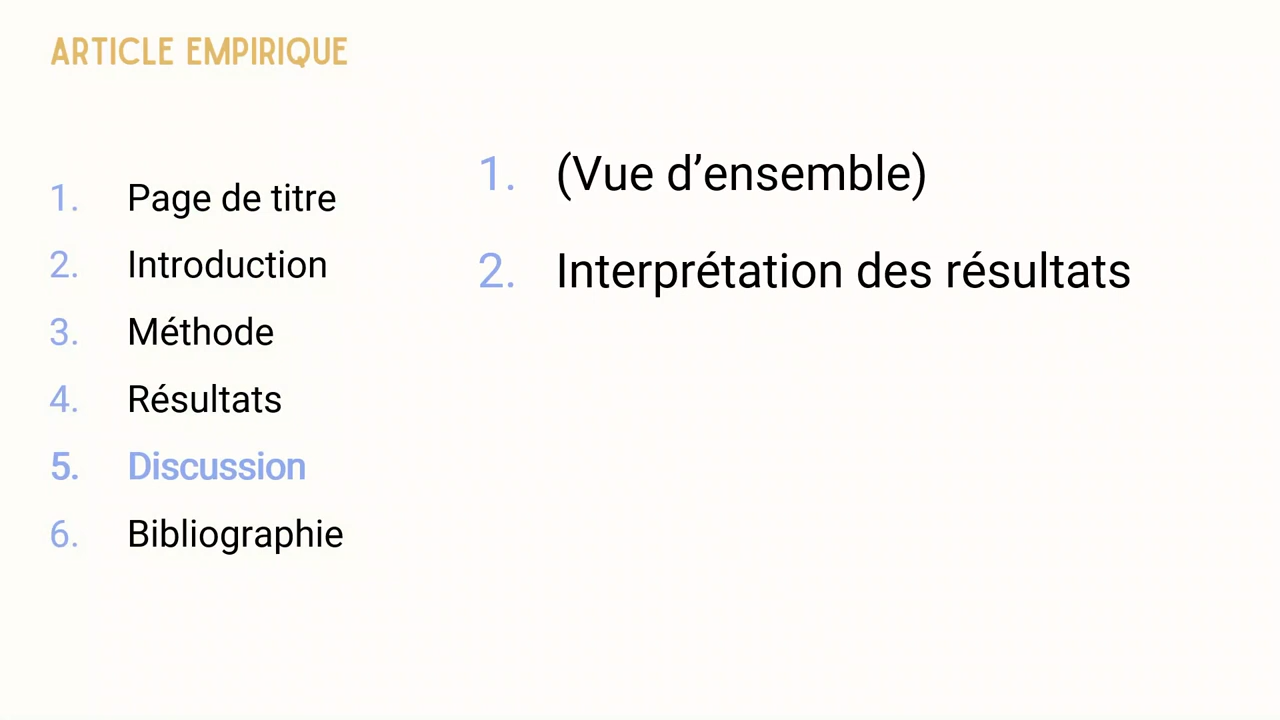 ARTICLE EMPIRIQUE
1. Page de titre
2. Introduction
3. Méthode
4. Résultats
5. Discussion
6. Bibliographie
1. (Vue d’ensemble)
2. Interprétation des résultats